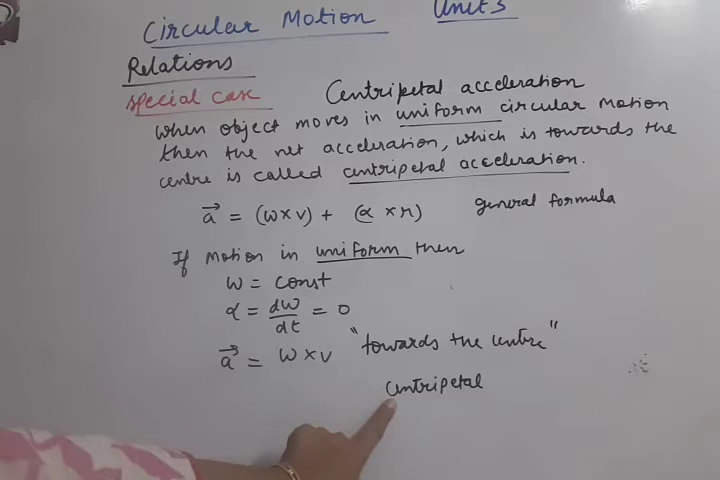 Circular Motion Unit 3
Relations
Special case Centripetal acceleration
When object moves in uniform circular motion
then the net acceleration, which is towards the
centre is called centripetal acceleration.
a⃗ = (ω×v) + (α×r) general formula
If Motion in uniform then
ω = const
α = dω/dt = 0
a⃗ = ω×v "towards the centre"
centripetal